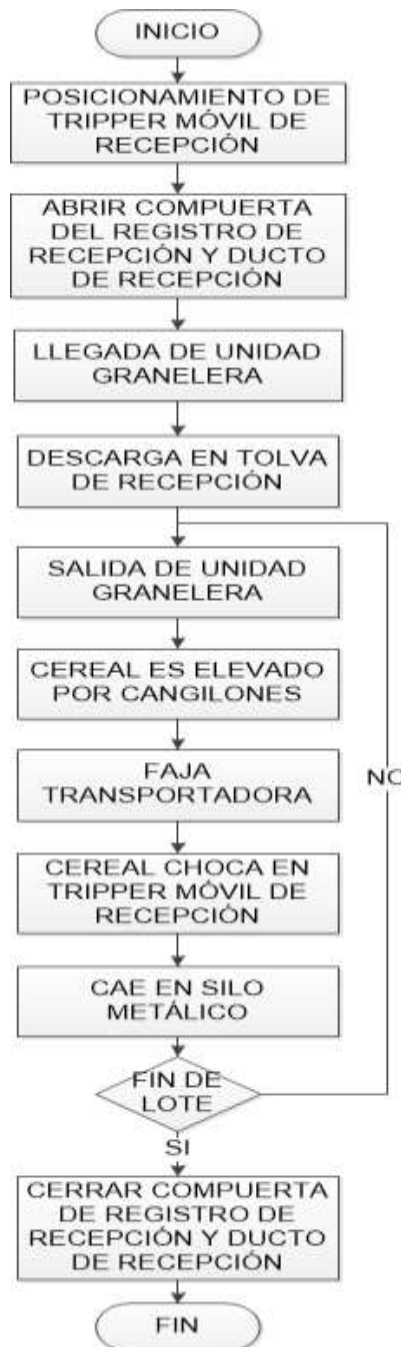 INICIO
POSICIONAMIENTO DE
TRIPPER MÓVIL DE
RECEPCIÓN
ABRIR COMPUERTA
DEL REGISTRO DE
RECEPCIÓN Y DUCTO
DE RECEPCIÓN
LLEGADA DE UNIDAD
GRANELERA
DESCARGA EN TOLVA
DE RECEPCIÓN
SALIDA DE UNIDAD
GRANELERA
CEREAL ES ELEVADO
POR CANGILONES
FAJA
TRANSPORTADORA
NO
CEREAL CHOCA EN
TRIPPER MÓVIL DE
RECEPCIÓN
CAE EN SILO
METÁLICO
FIN DE
LOTE
SI
CERRAR COMPUERTA
DE REGISTRO DE
RECEPCIÓN Y DUCTO
DE RECEPCIÓN
FIN